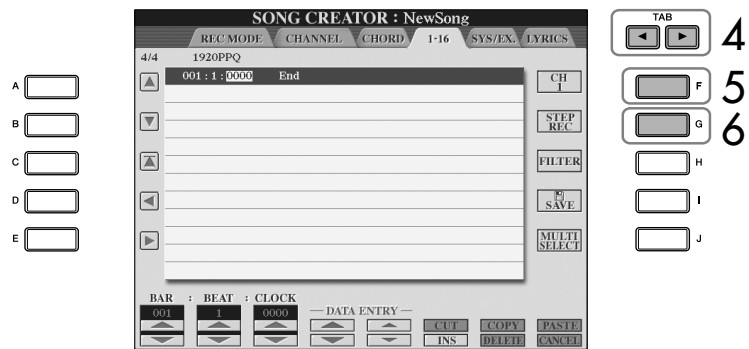 SONG CREATOR : NewSong
REC MODE CHANNEL CHORD 1-16 SYS/EX. LYRICS
4/4 1920PPQ
001 : 1 : 0000 End
CH 1
STEP REC
FILTER
SAVE
MULTI SELECT
BAR : BEAT : CLOCK
001 1 0000
DATA ENTRY
CUT COPY PASTE
INS DELETE CANCEL
A
B
C
D
E
TAB
4
F 5
G 6
H
I
J